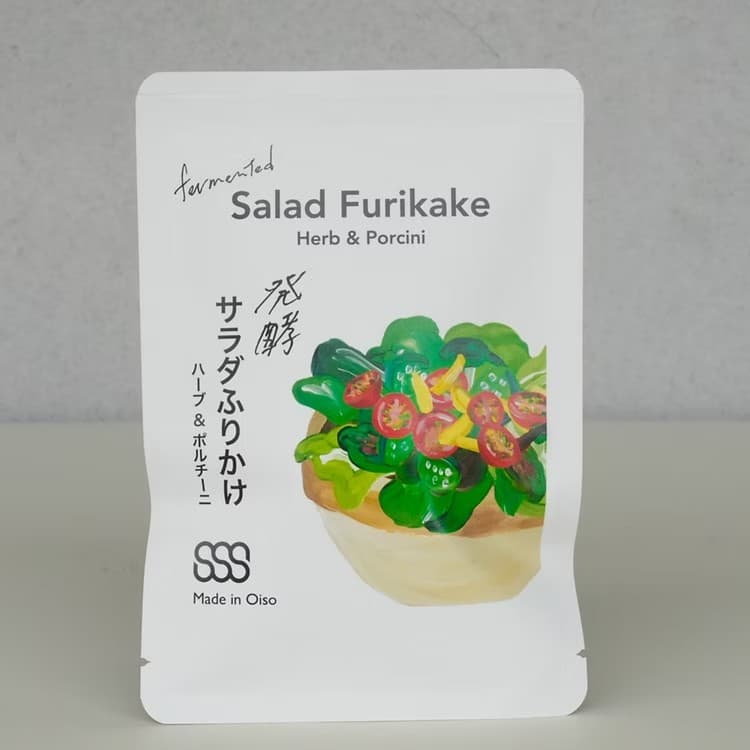 fermented
Salad Furikake
Herb & Porcini
発酵
サラダふりかけ
ハーブ & ポルチーニ
SSS
Made in Oiso